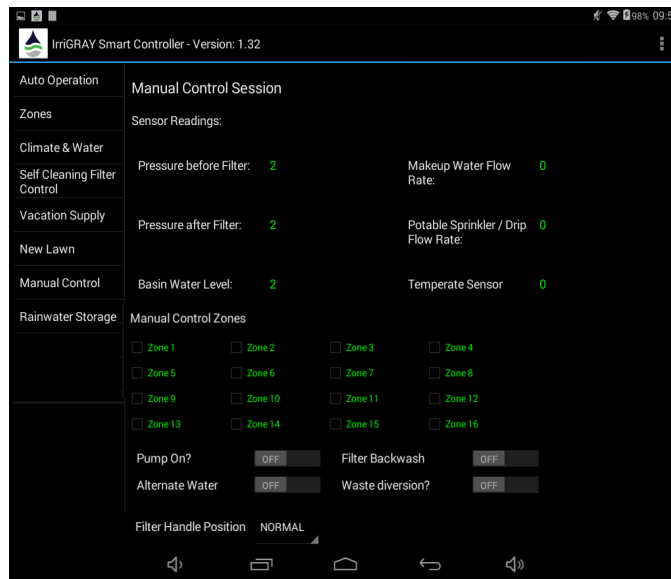 98% 09:5
IrriGRAY Smart Controller - Version: 1.32
Auto Operation
Zones
Climate & Water
Self Cleaning Filter
Control
Vacation Supply
New Lawn
Manual Control
Rainwater Storage
Manual Control Session
Sensor Readings:
Pressure before Filter: 2 Makeup Water Flow 0
Rate:
Pressure after Filter: 2 Potable Sprinkler / Drip 0
Flow Rate:
Basin Water Level: 2 Temperate Sensor 0
Manual Control Zones
Zone 1 Zone 2 Zone 3 Zone 4
Zone 5 Zone 6 Zone 7 Zone 8
Zone 9 Zone 10 Zone 11 Zone 12
Zone 13 Zone 14 Zone 15 Zone 16
Pump On? OFF Filter Backwash OFF
Alternate Water OFF Waste diversion? OFF
Filter Handle Position NORMAL